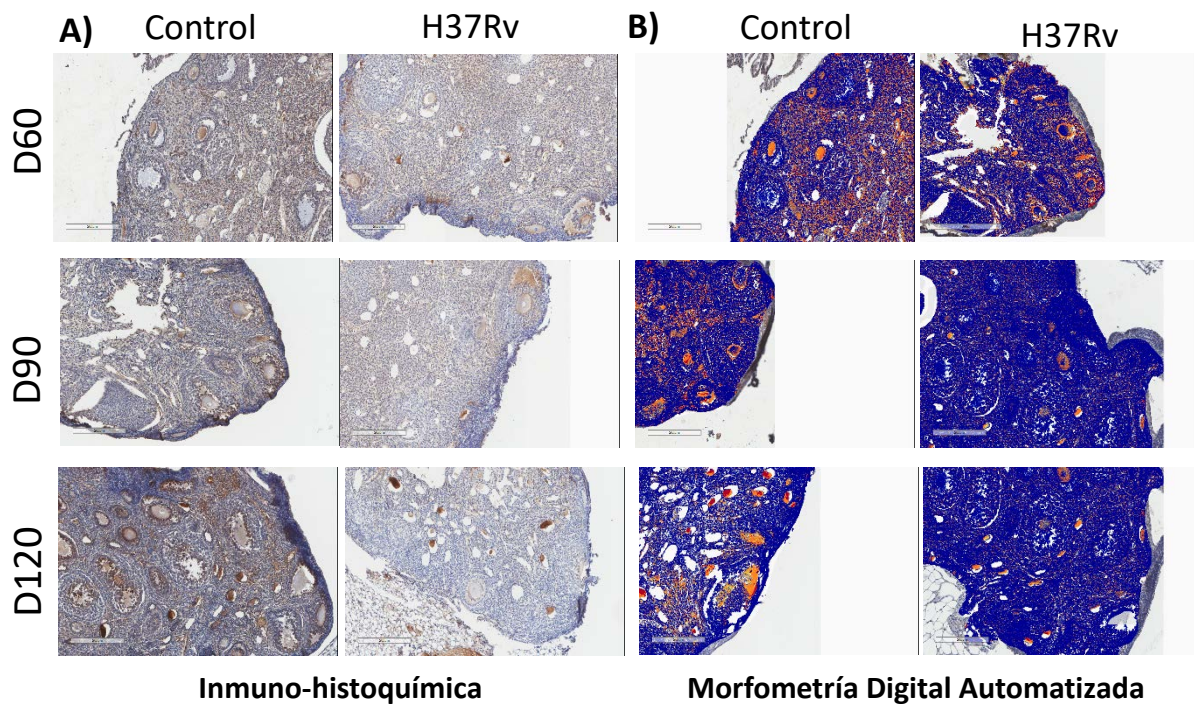 A) Control H37Rv B) Control H37Rv
D60
D90
D120
Inmuno-histoquímica Morfometría Digital Automatizada